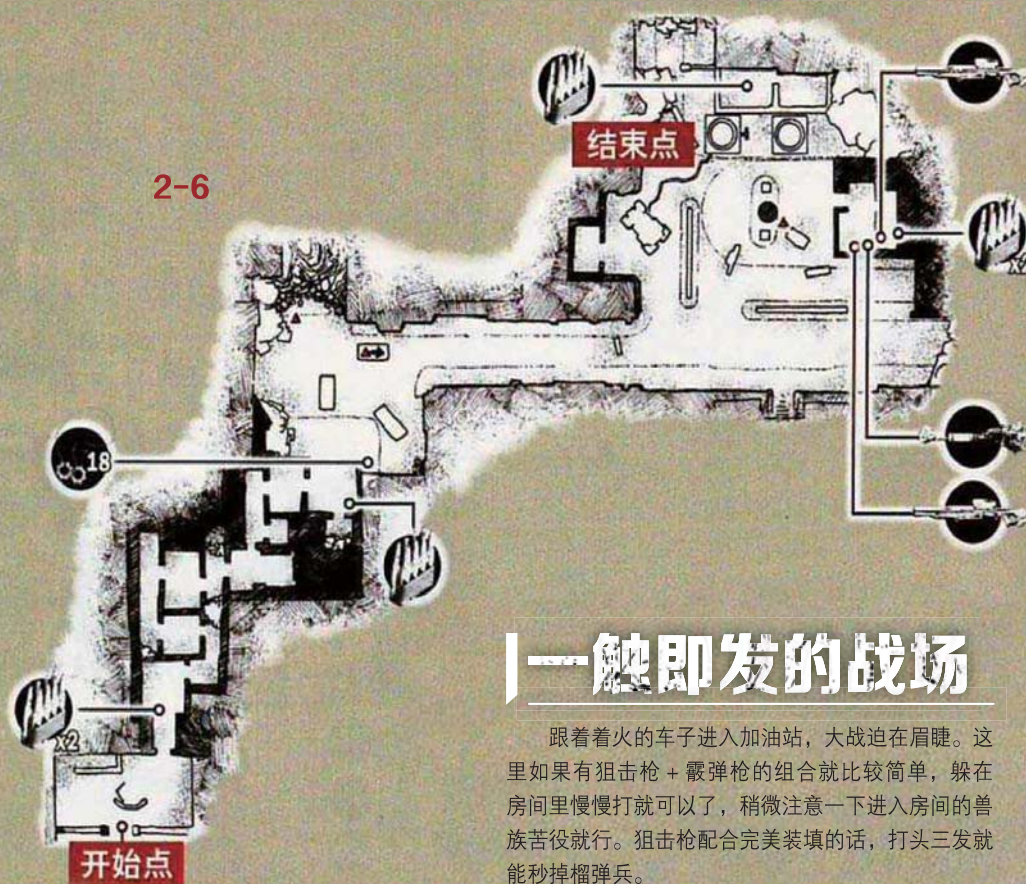 2-6
结束点
18
x2
开始点
一触即发的战场
跟着着火的车子进入加油站，大战迫在眉睫。这
里如果有狙击枪 + 霰弹枪的组合就比较简单，躲在
房间里慢慢打就可以了，稍微注意一下进入房间的兽
族苦役就行。狙击枪配合完美装填的话，打头三发就
能秒掉榴弹兵。